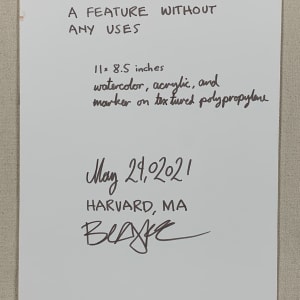 A FEATURE WITHOUT
ANY USES
11 x 8.5 inches
watercolor, acrylic, and
marker on textured polypropylene
May 29, 2021
HARVARD, MA